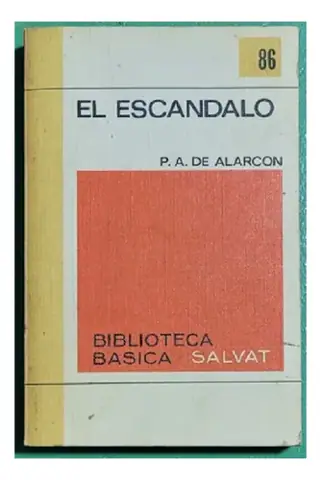 86
EL ESCANDALO
P. A. DE ALARCON
BIBLIOTECA
BASICA SALVAT